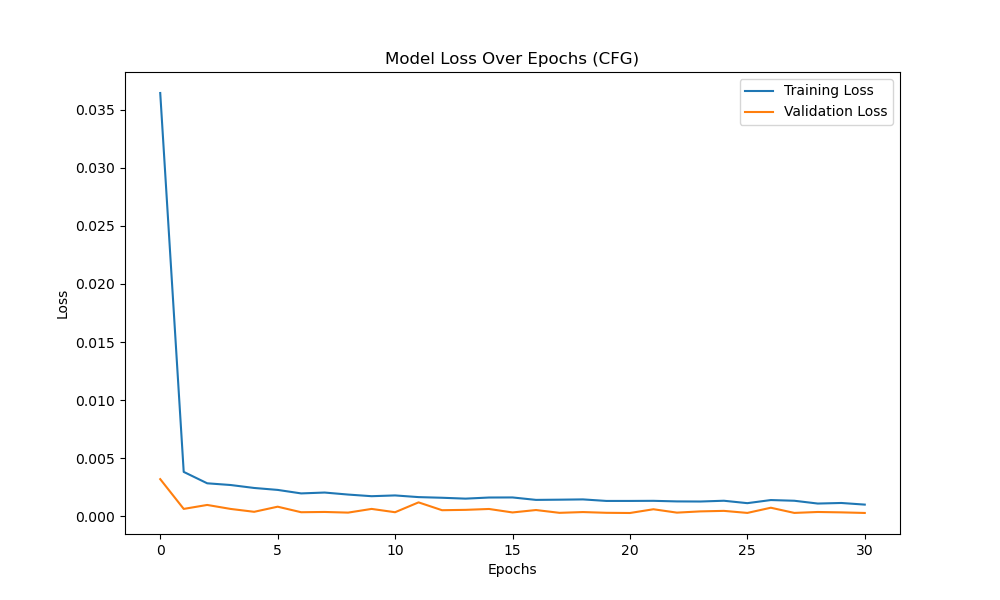 Model Loss Over Epochs (CFG)
Training Loss
Validation Loss
0.035
0.030
0.025
0.020
0.015
0.010
0.005
0.000
Loss
0 5 10 15 20 25 30
Epochs